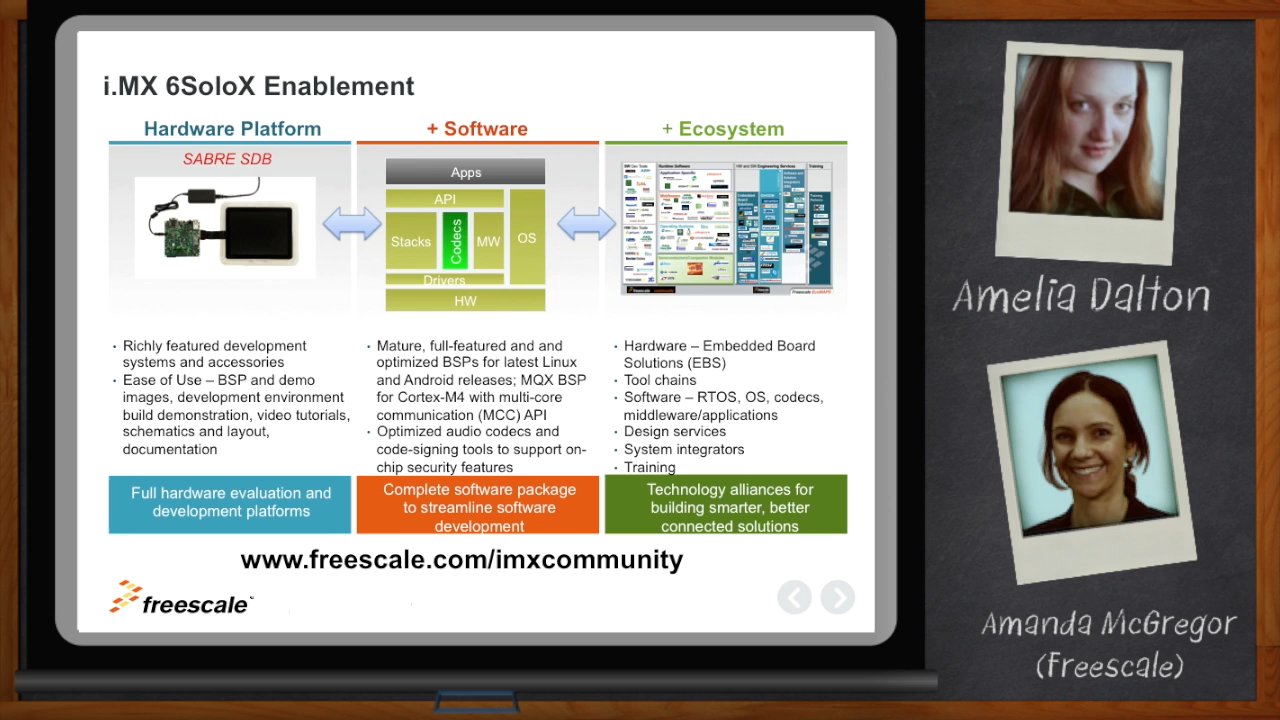 i.MX 6SoloX Enablement
Hardware Platform
SABRE SDB
• Richly featured development
systems and accessories
• Ease of Use – BSP and demo
images, development environment
build demonstration, video tutorials,
schematics and layout,
documentation
Full hardware evaluation and
development platforms
+ Software
Apps
API
Stacks
Codecs
MW
OS
Drivers
HW
• Mature, full-featured and and
optimized BSPs for latest Linux
and Android releases; MQX BSP
for Cortex-M4 with multi-core
communication (MCC) API
• Optimized audio codecs and
code-signing tools to support on-
chip security features
Complete software package
to streamline software
development
+ Ecosystem
Runtime Software
Application Specific
Training
• Hardware – Embedded Board
Solutions (EBS)
• Tool chains
• Software – RTOS, OS, codecs,
middleware/applications
• Design services
• System integrators
• Training
Technology alliances for
building smarter, better
connected solutions
www.freescale.com/imxcommunity
freescale
Amelia Dalton
Amanda McGregor
(Freescale)